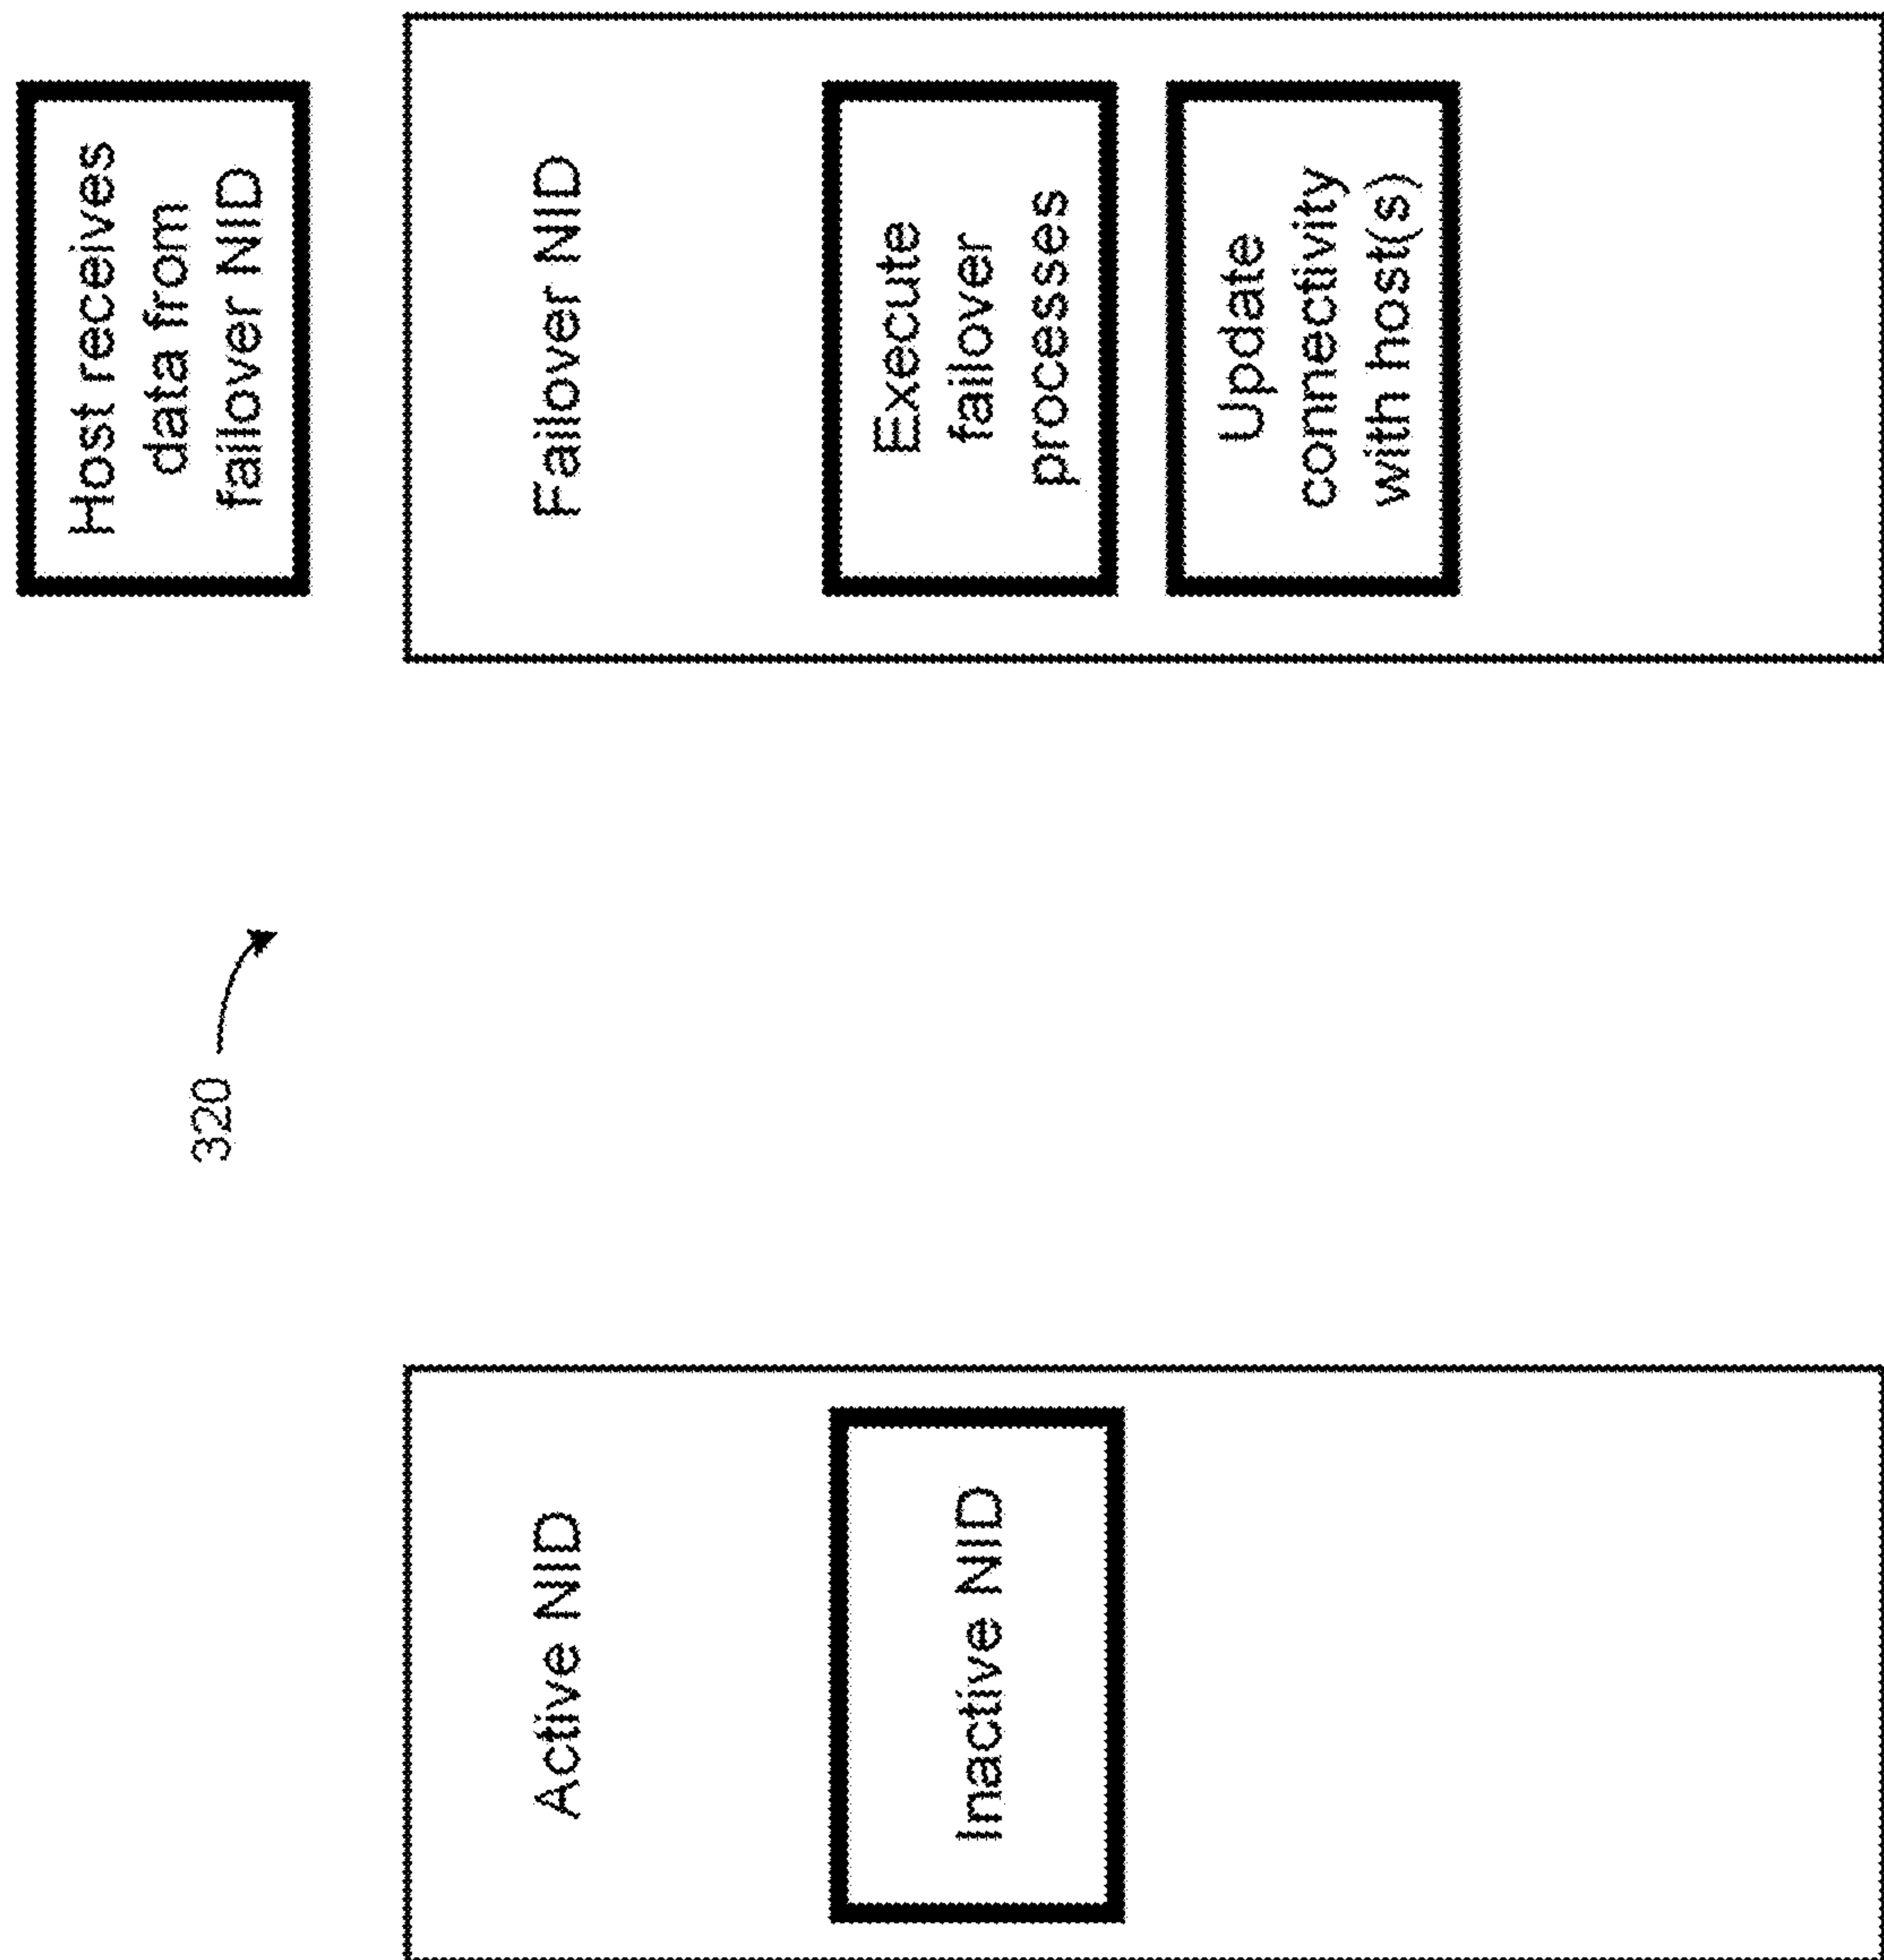 320
Host receives
data from
failover NID
Active NID
Inactive NID
Failover NID
Execute
failover
processes
Update
connectivity
with host(s)